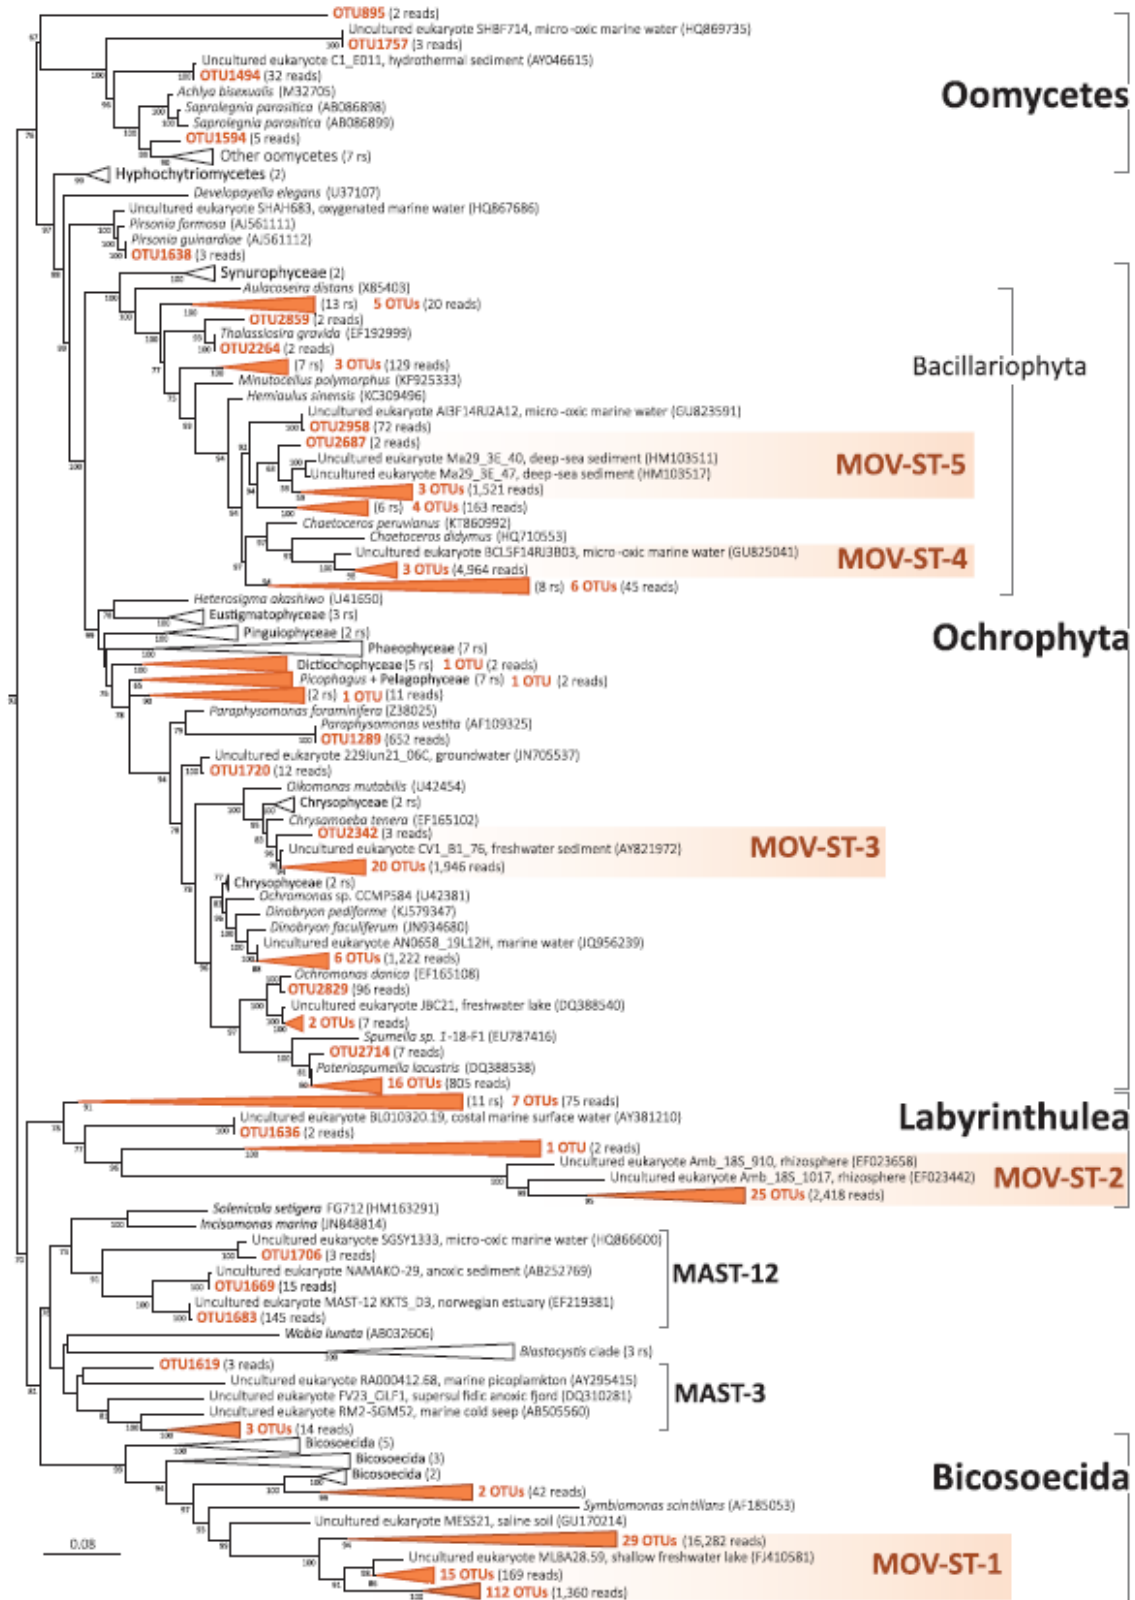 OTU895 (2 reads)
Uncultured eukaryote SHBF714, micro-oxic marine water (HQ869735)
OTU1757 (3 reads)
Uncultured eukaryote C1_E011, hydrothermal sediment (AY046615)
OTU1494 (32 reads)
Achlya bisexualis (M32705)
Oomycetes
Saprolegnia parasitica (AB086898)
Saprolegnia parasitica (AB086899)
OTU1594 (5 reads)
Other oomycetes (7 rs)
Hyphochytriomycetes (2)
Developayella elegans (U37107)
Uncultured eukaryote SHAH683, oxygenated marine water (HQ867686)
Pirsonia formosa (AJ561111)
Pirsonia guinardiae (AJ561112)
OTU1638 (3 reads)
Synurophyceae (2)
Aulacoseira distans (X85403)
(13 rs) 5 OTUs (20 reads)
OTU2859 (2 reads)
Thalassiosira gravida (EF192999)
OTU2264 (2 reads)
(7 rs) 3 OTUs (129 reads)
Bacillariophyta
Minutocellus polymorphus (KF925333)
Hemiaulus sinensis (KC309496)
Uncultured eukaryote AI3F14RJ2A12, micro-oxic marine water (GU823591)
OTU2958 (72 reads)
OTU2687 (2 reads)
Uncultured eukaryote Ma29_3E_40, deep-sea sediment (HM103511)
MOV-ST-5
Uncultured eukaryote Ma29_3E_47, deep-sea sediment (HM103517)
3 OTUs (1,521 reads)
(6 rs) 4 OTUs (163 reads)
Chaetoceros peruvianus (KT860992)
Chaetoceros didymus (HQ710553)
Uncultured eukaryote BCL5F14RJ3B03, micro-oxic marine water (GU825041)
MOV-ST-4
3 OTUs (4,964 reads)
(8 rs) 6 OTUs (45 reads)
Heterosigma akashiwo (U41650)
Eustigmatophyceae (3 rs)
Pinguiophyceae (2 rs)
Ochrophyta
Phaeophyceae (7 rs)
Dictiochophyceae (5 rs) 1 OTU (2 reads)
Picophagus + Pelagophyceae (7 rs) 1 OTU (2 reads)
(2 rs) 1 OTU (11 reads)
Paraphysomonas foraminifera (Z38025)
Paraphysomonas vestita (AF109325)
OTU1289 (652 reads)
Uncultured eukaryote 229Jun21_06C, groundwater (JN705537)
OTU1720 (12 reads)
Oikomonas mutabilis (U42454)
Chrysophyceae (2 rs)
Chrysamoeba tenera (EF165102)
OTU2342 (3 reads)
Uncultured eukaryote CV1_B1_76, freshwater sediment (AY821972)
MOV-ST-3
20 OTUs (1,946 reads)
Chrysophyceae (2 rs)
Ochromonas sp. CCMP584 (U42381)
Dinobryon pediforme (KJ579347)
Dinobryon faculiferum (JN934680)
Uncultured eukaryote AN0658_19L12H, marine water (JQ956239)
6 OTUs (1,222 reads)
Ochromonas danica (EF165108)
OTU2829 (96 reads)
Uncultured eukaryote JBC21, freshwater lake (DQ388540)
2 OTUs (7 reads)
Spumella sp. 1-18-F1 (EU787416)
OTU2714 (7 reads)
Poteriospumella lacustris (DQ388538)
16 OTUs (805 reads)
(11 rs) 7 OTUs (75 reads)
Labyrinthulea
Uncultured eukaryote BL010320.19, costal marine surface water (AY381210)
OTU1636 (2 reads)
1 OTU (2 reads)
Uncultured eukaryote Amb_18S_910, rhizosphere (EF023658)
Uncultured eukaryote Amb_18S_1017, rhizosphere (EF023442)
MOV-ST-2
25 OTUs (2,418 reads)
Solenicola setigera FG712 (HM163291)
Incisomonas marina (JN848814)
Uncultured eukaryote SGSY1333, micro-oxic marine water (HQ866600)
OTU1706 (3 reads)
Uncultured eukaryote NAMAKO-29, anoxic sediment (AB252769)
MAST-12
OTU1669 (15 reads)
Uncultured eukaryote MAST-12 KKTS_D3, norwegian estuary (EF219381)
OTU1683 (145 reads)
Wobia lunata (AB032606)
Blastocystis clade (3 rs)
OTU1619 (3 reads)
Uncultured eukaryote RA000412.68, marine picoplamkton (AY295415)
MAST-3
Uncultured eukaryote FV23_CILF1, supersulfidic anoxic fjord (DQ310281)
Uncultured eukaryote RM2-SGM52, marine cold seep (AB505560)
3 OTUs (14 reads)
Bicosoecida (5)
Bicosoecida (3)
Bicosoecida (2)
Bicosoecida
2 OTUs (42 reads)
Symbiomonas scintillans (AF185053)
Uncultured eukaryote MESS21, saline soil (GU170214)
29 OTUs (16,282 reads)
0.08
Uncultured eukaryote MLBA28.59, shallow freshwater lake (FJ410581)
MOV-ST-1
15 OTUs (169 reads)
112 OTUs (1,360 reads)